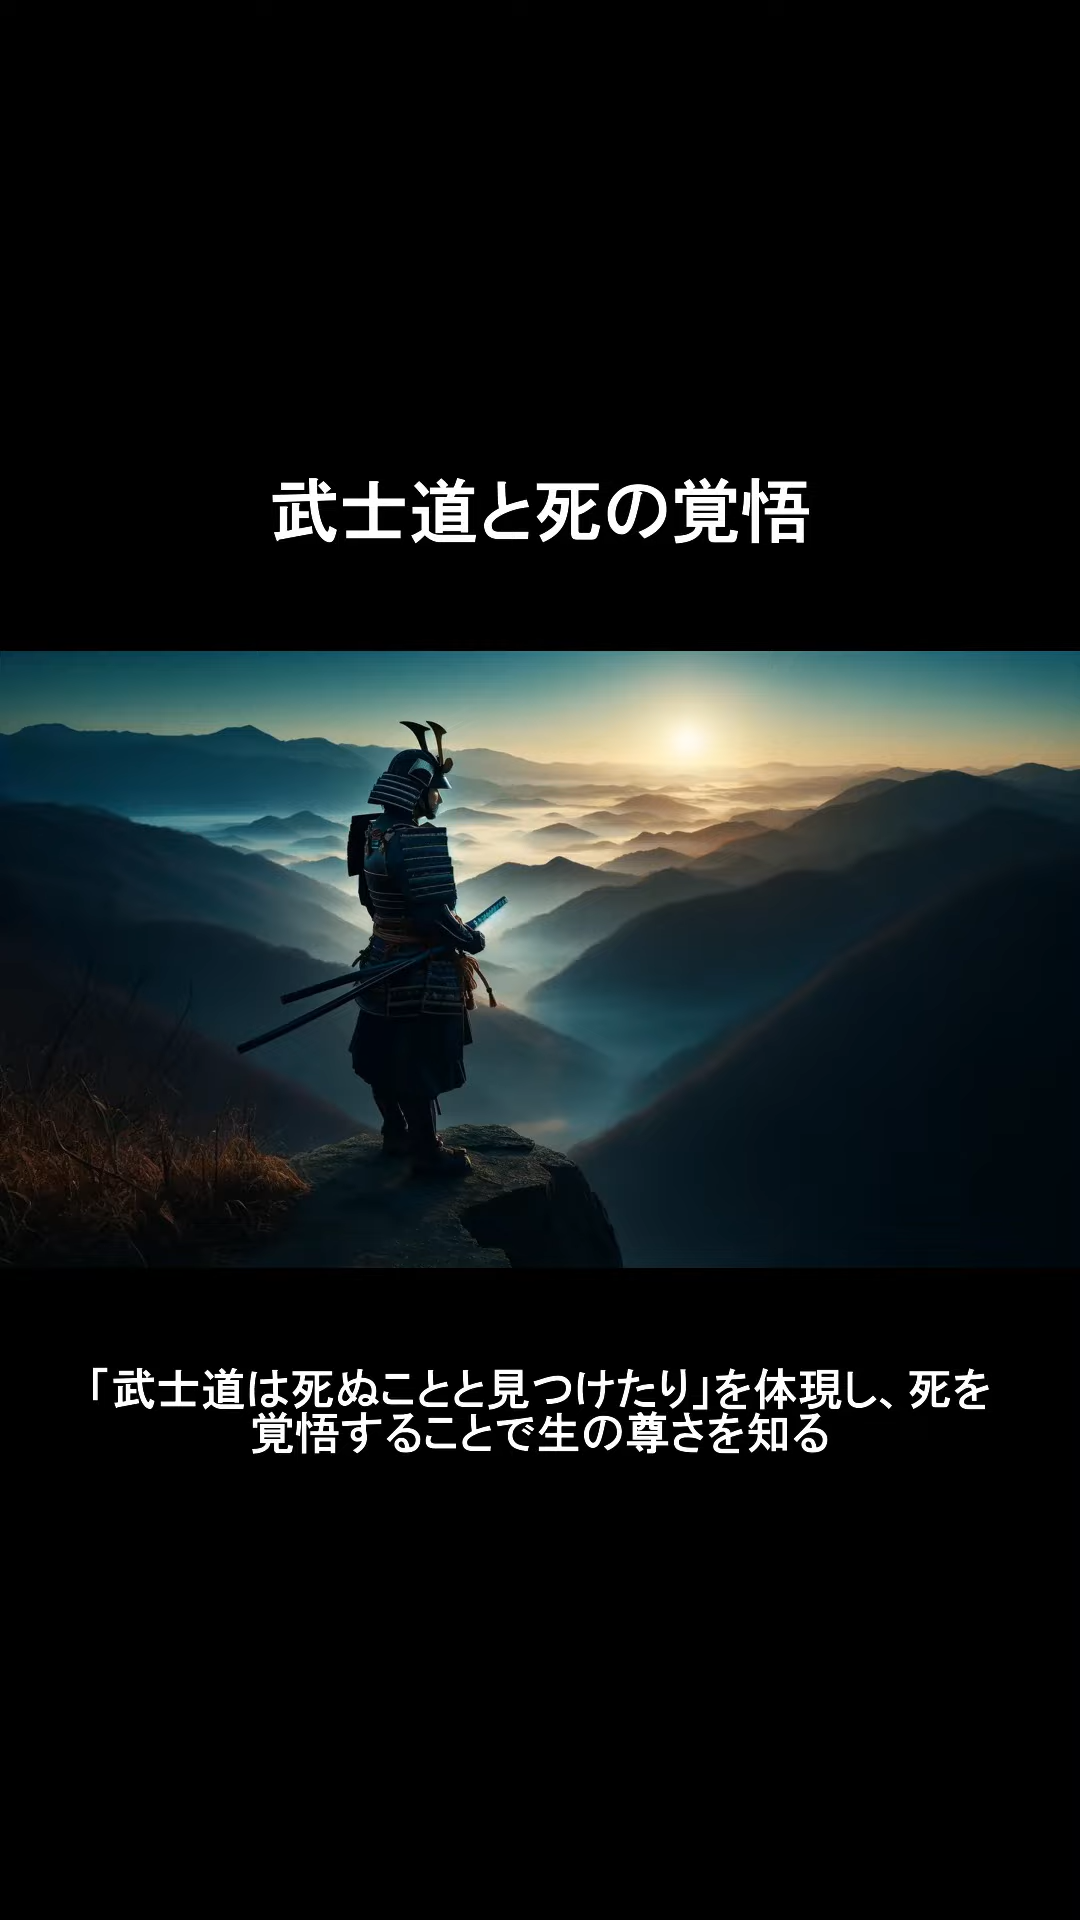 武士道と死の覚悟
「武士道は死ぬことと見つけたり」を体現し、死を
覚悟することで生の尊さを知る